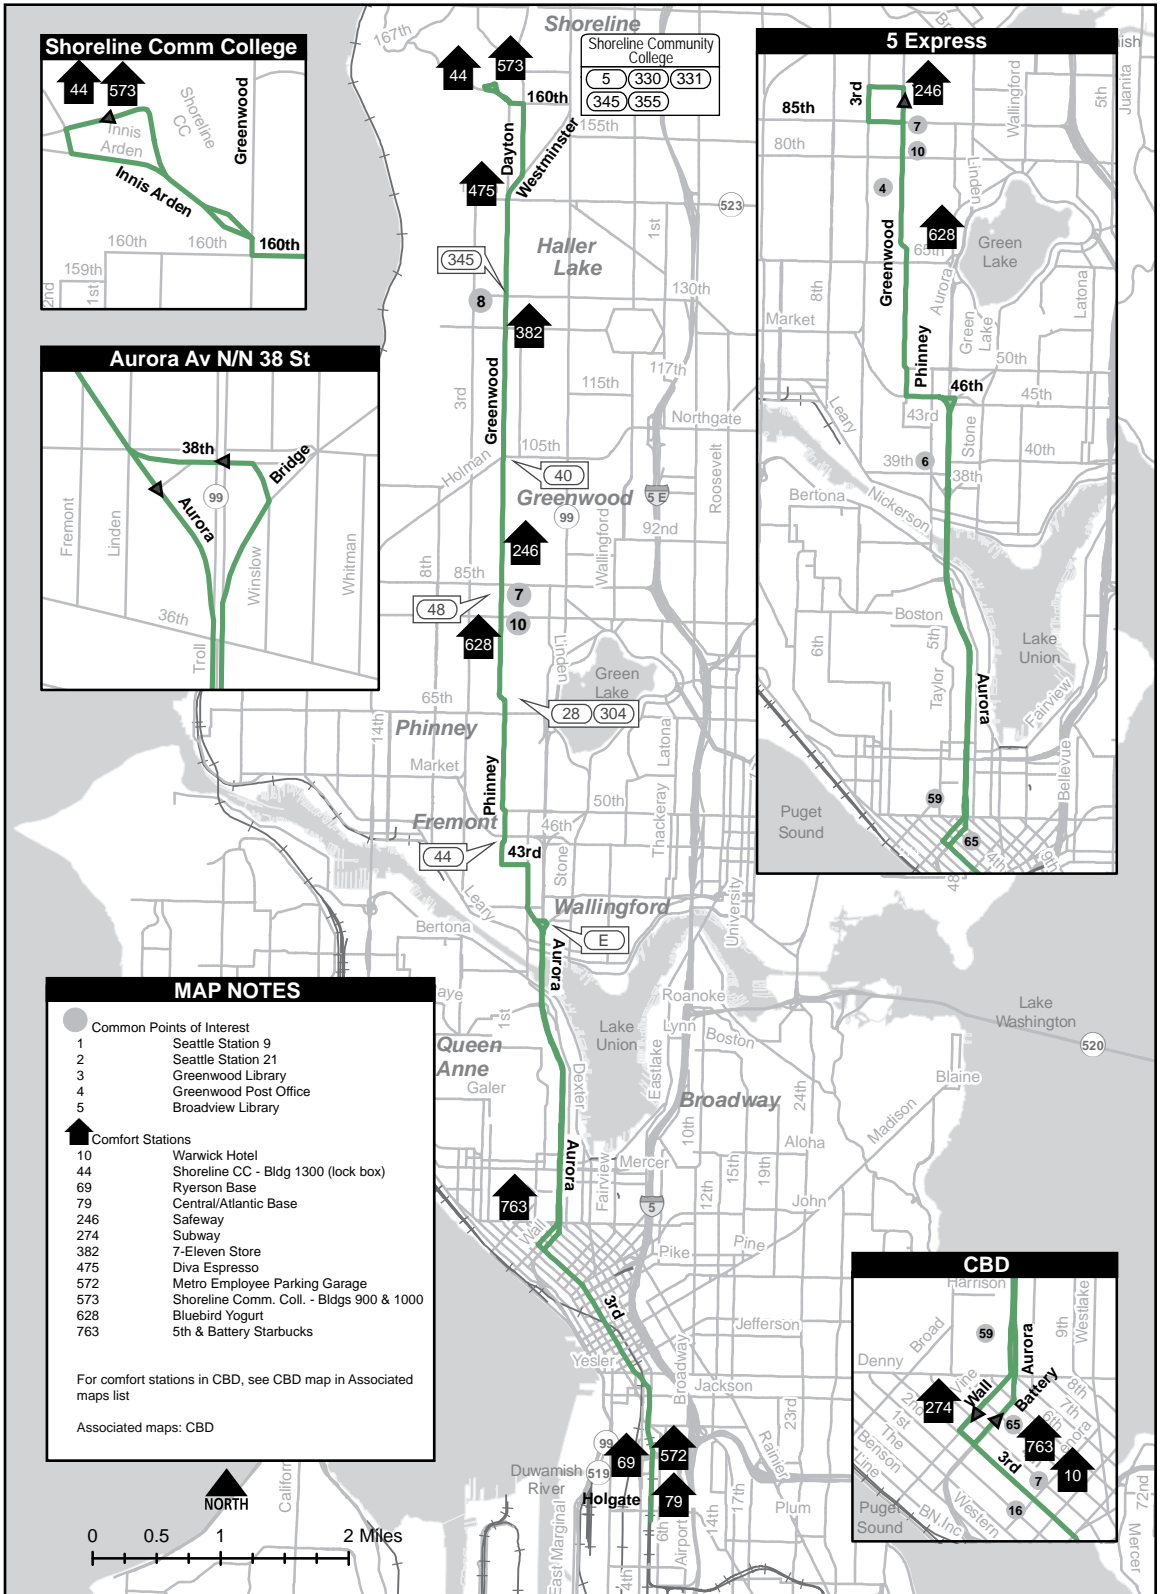 Shoreline Comm College
44
573
Innis
Arden
Shoreline
CC
Greenwood
Innis Arden
160th
160th
160th
159th
2nd
1st
Aurora Av N/N 38 St
38th
Bridge
99
Aurora
Fremont
Linden
Winslow
Whitman
36th
Troll
Shoreline
167th
44
573
Shoreline Community
College
5
330
331
345
355
160th
155th
Dayton
Westminster
475
523
1st
Haller
Lake
345
130th
8
382
117th
3rd
Greenwood
115th
Northgate
105th
Holman
40
Greenwood
Roosevelt
5 E
99
92nd
246
Wallingford
8th
85th
7
48
10
628
Linden
Green
Lake
65th
28
304
14th
Phinney
Latona
Market
Phinney
50th
Thackeray
Fremont
46th
44
43rd
Stone
Leary
University
Wallingford
Bertona
E
Aurora
1st
Roanoke
Lake
Union
Lynn
Boston
Lake
Washington
520
Queen
Anne
Galer
Dexter
Eastlake
Blaine
Broadway
24th
Madison
10th
Aloha
Aurora
Mercer
15th
19th
Fairview
12th
John
763
5
Wall
Pike
Pine
3rd
Jefferson
Yesler
Broadway
Jackson
23rd
99
69
572
Rainier
Duwamish
River
519
Holgate
79
17th
14th
Plum
6th
Airport
4th
East Marginal
5 Express
3rd
246
85th
7
Wallingford
5th
Juanita
80th
10
Linden
4
628
Green
Lake
65th
Greenwood
Aurora
8th
Latona
Market
Green
Lake
Phinney
50th
46th
45th
43rd
Leary
Stone
40th
39th
6
38th
Bertona
Nickerson
Boston
6th
5th
Lake
Union
Taylor
Aurora
Fairview
Bellevue
59
Puget
Sound
65
4th
9th
MAP NOTES
Common Points of Interest
1 Seattle Station 9
2 Seattle Station 21
3 Greenwood Library
4 Greenwood Post Office
5 Broadview Library
Comfort Stations
10 Warwick Hotel
44 Shoreline CC - Bldg 1300 (lock box)
69 Ryerson Base
79 Central/Atlantic Base
246 Safeway
274 Subway
382 7-Eleven Store
475 Diva Espresso
572 Metro Employee Parking Garage
573 Shoreline Comm. Coll. - Bldgs 900 & 1000
628 Bluebird Yogurt
763 5th & Battery Starbucks
For comfort stations in CBD, see CBD map in Associated
maps list
Associated maps: CBD
NORTH
0 0.5 1 2 Miles
CBD
Harrison
59
Broad
Aurora
9th
Westlake
Denny
Vine
Wall
Battery
8th
7th
6th
274
2nd
1st
The
Benson
Line
65
763
10
3rd
7
Western
16
Puget
Sound
BN.Inc
72nd
Mercer